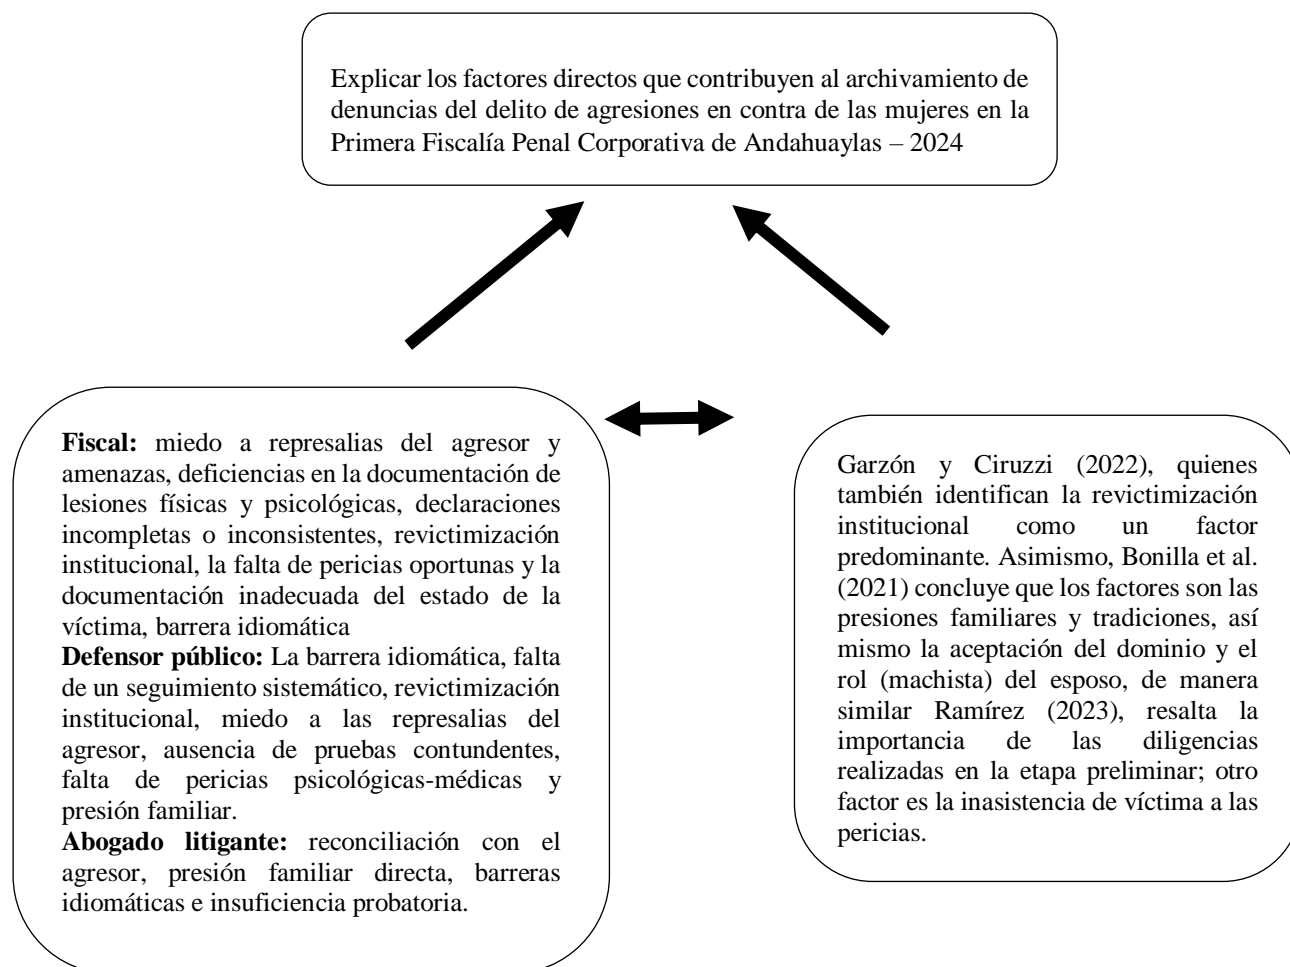 Explicar los factores directos que contribuyen al archivamiento de
denuncias del delito de agresiones en contra de las mujeres en la
Primera Fiscalía Penal Corporativa de Andahuaylas – 2024
Fiscal: miedo a represalias del agresor y
amenazas, deficiencias en la documentación de
lesiones físicas y psicológicas, declaraciones
incompletas o inconsistentes, revictimización
institucional, la falta de pericias oportunas y la
documentación inadecuada del estado de la
víctima, barrera idiomática
Defensor público: La barrera idiomática, falta
de un seguimiento sistemático, revictimización
institucional, miedo a las represalias del
agresor, ausencia de pruebas contundentes,
falta de pericias psicológicas-médicas y
presión familiar.
Abogado litigante: reconciliación con el
agresor, presión familiar directa, barreras
idiomáticas e insuficiencia probatoria.
Garzón y Ciruzzi (2022), quienes
también identifican la revictimización
institucional como un factor
predominante. Asimismo, Bonilla et al.
(2021) concluye que los factores son las
presiones familiares y tradiciones, así
mismo la aceptación del dominio y el
rol (machista) del esposo, de manera
similar Ramírez (2023), resalta la
importancia de las diligencias
realizadas en la etapa preliminar; otro
factor es la inasistencia de víctima a las
pericias.